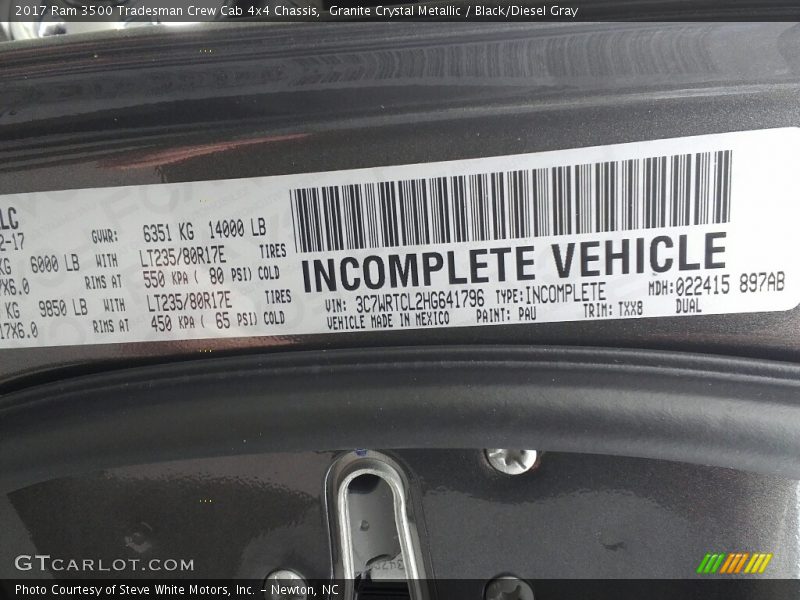 2017 Ram 3500 Tradesman Crew Cab 4x4 Chassis, Granite Crystal Metallic / Black/Diesel Gray
LC
2-17 GVWR: 6351 KG 14000 LB
KG 6000 LB WITH LT235/80R17E TIRES
7X6.0 RIMS AT 550 KPA ( 80 PSI) COLD
KG 9850 LB WITH LT235/80R17E TIRES
17X6.0 RIMS AT 450 KPA ( 65 PSI) COLD
INCOMPLETE VEHICLE
VIN: 3C7WRTCL2HG641796 TYPE: INCOMPLETE MDH: 022415 897AB
VEHICLE MADE IN MEXICO PAINT: PAU TRIM: TXX8 DUAL
GTCARLOT.COM
Photo Courtesy of Steve White Motors, Inc. – Newton, NC